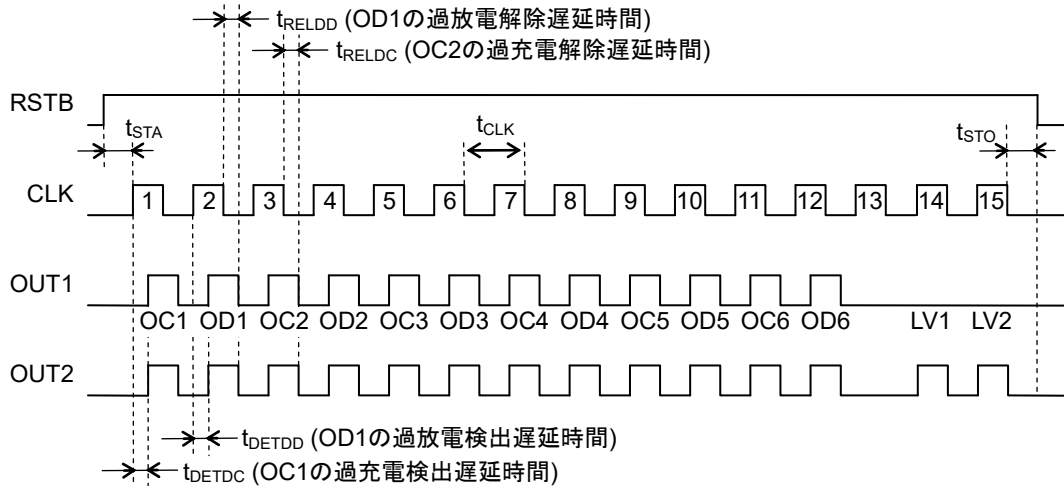 tRELDD (OD1の過放電解除遅延時間)
tRELDC (OC2の過充電解除遅延時間)
RSTB
tSTA
tCLK
tSTO
CLK
1 2 3 4 5 6 7 8 9 10 11 12 13 14 15
OUT1
OC1 OD1 OC2 OD2 OC3 OD3 OC4 OD4 OC5 OD5 OC6 OD6 LV1 LV2
OUT2
tDETDD (OD1の過放電検出遅延時間)
tDETDC (OC1の過充電検出遅延時間)